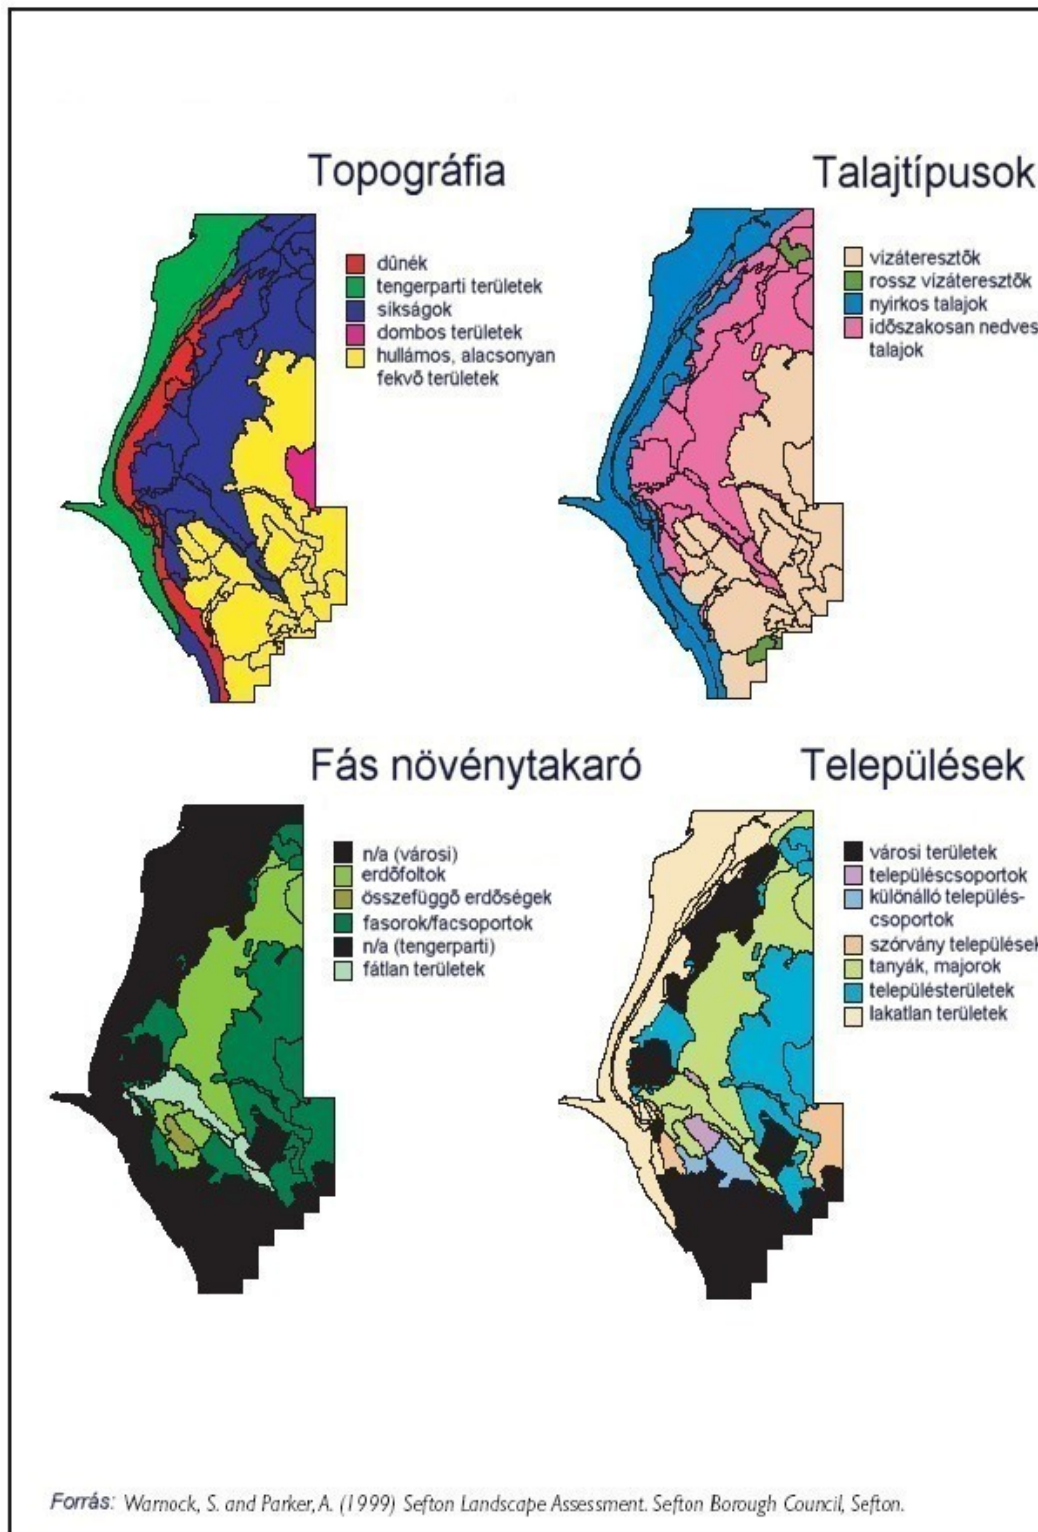 Topográfia
dűnék
tengerparti területek
síkságok
dombos területek
hullámos, alacsonyan
fekvő területek
Talajtípusok
vízáteresztők
rossz vízáteresztők
nyirkos talajok
időszakosan nedves
talajok
Fás növénytakaró
n/a (városi)
erdőfoltok
összefüggő erdőségek
fasorok/facsoportok
n/a (tengerparti)
fátlan területek
Települések
városi területek
településcsoportok
különálló település-
csoportok
szórvány települések
tanyák, majorok
településterületek
lakatlan területek
Forrás: Warnock, S. and Parker, A. (1999) Sefton Landscape Assessment. Sefton Borough Council, Sefton.